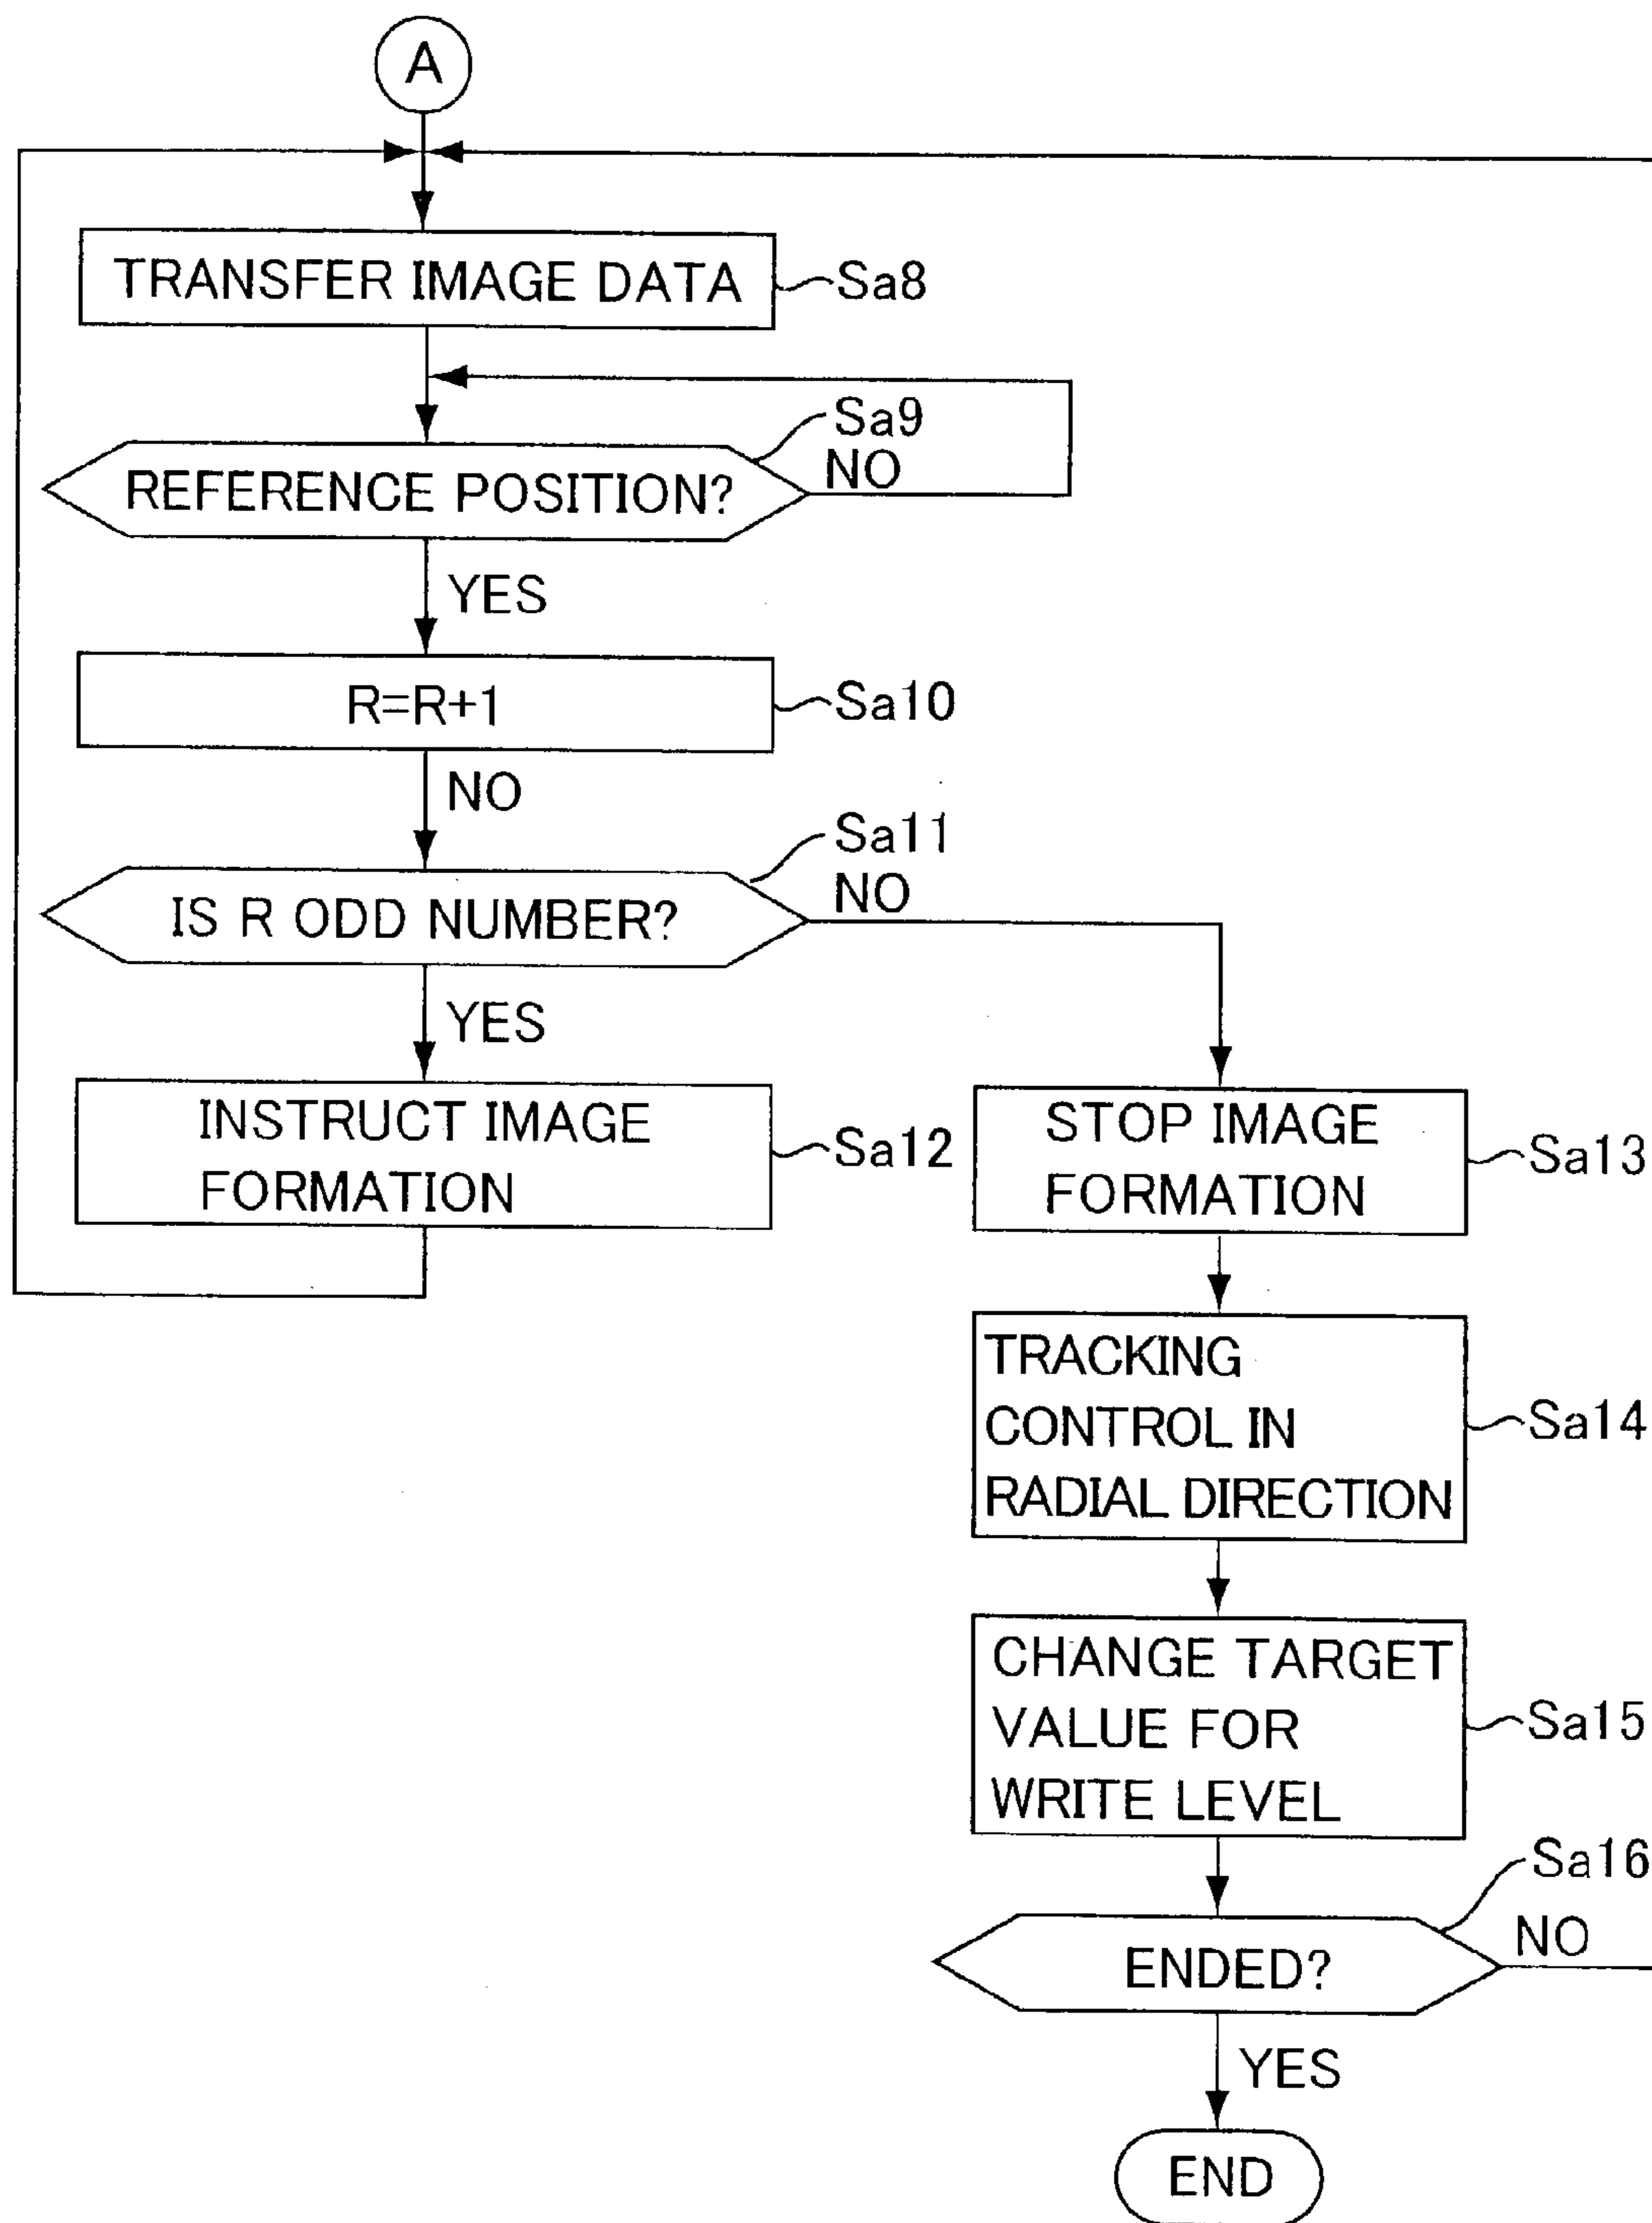 A
TRANSFER IMAGE DATA
Sa8
Sa9
REFERENCE POSITION?
NO
YES
R=R+1
Sa10
NO
Sa11
IS R ODD NUMBER?
NO
YES
INSTRUCT IMAGE
FORMATION
Sa12
STOP IMAGE
FORMATION
Sa13
TRACKING
CONTROL IN
RADIAL DIRECTION
Sa14
CHANGE TARGET
VALUE FOR
WRITE LEVEL
Sa15
Sa16
ENDED?
NO
YES
END